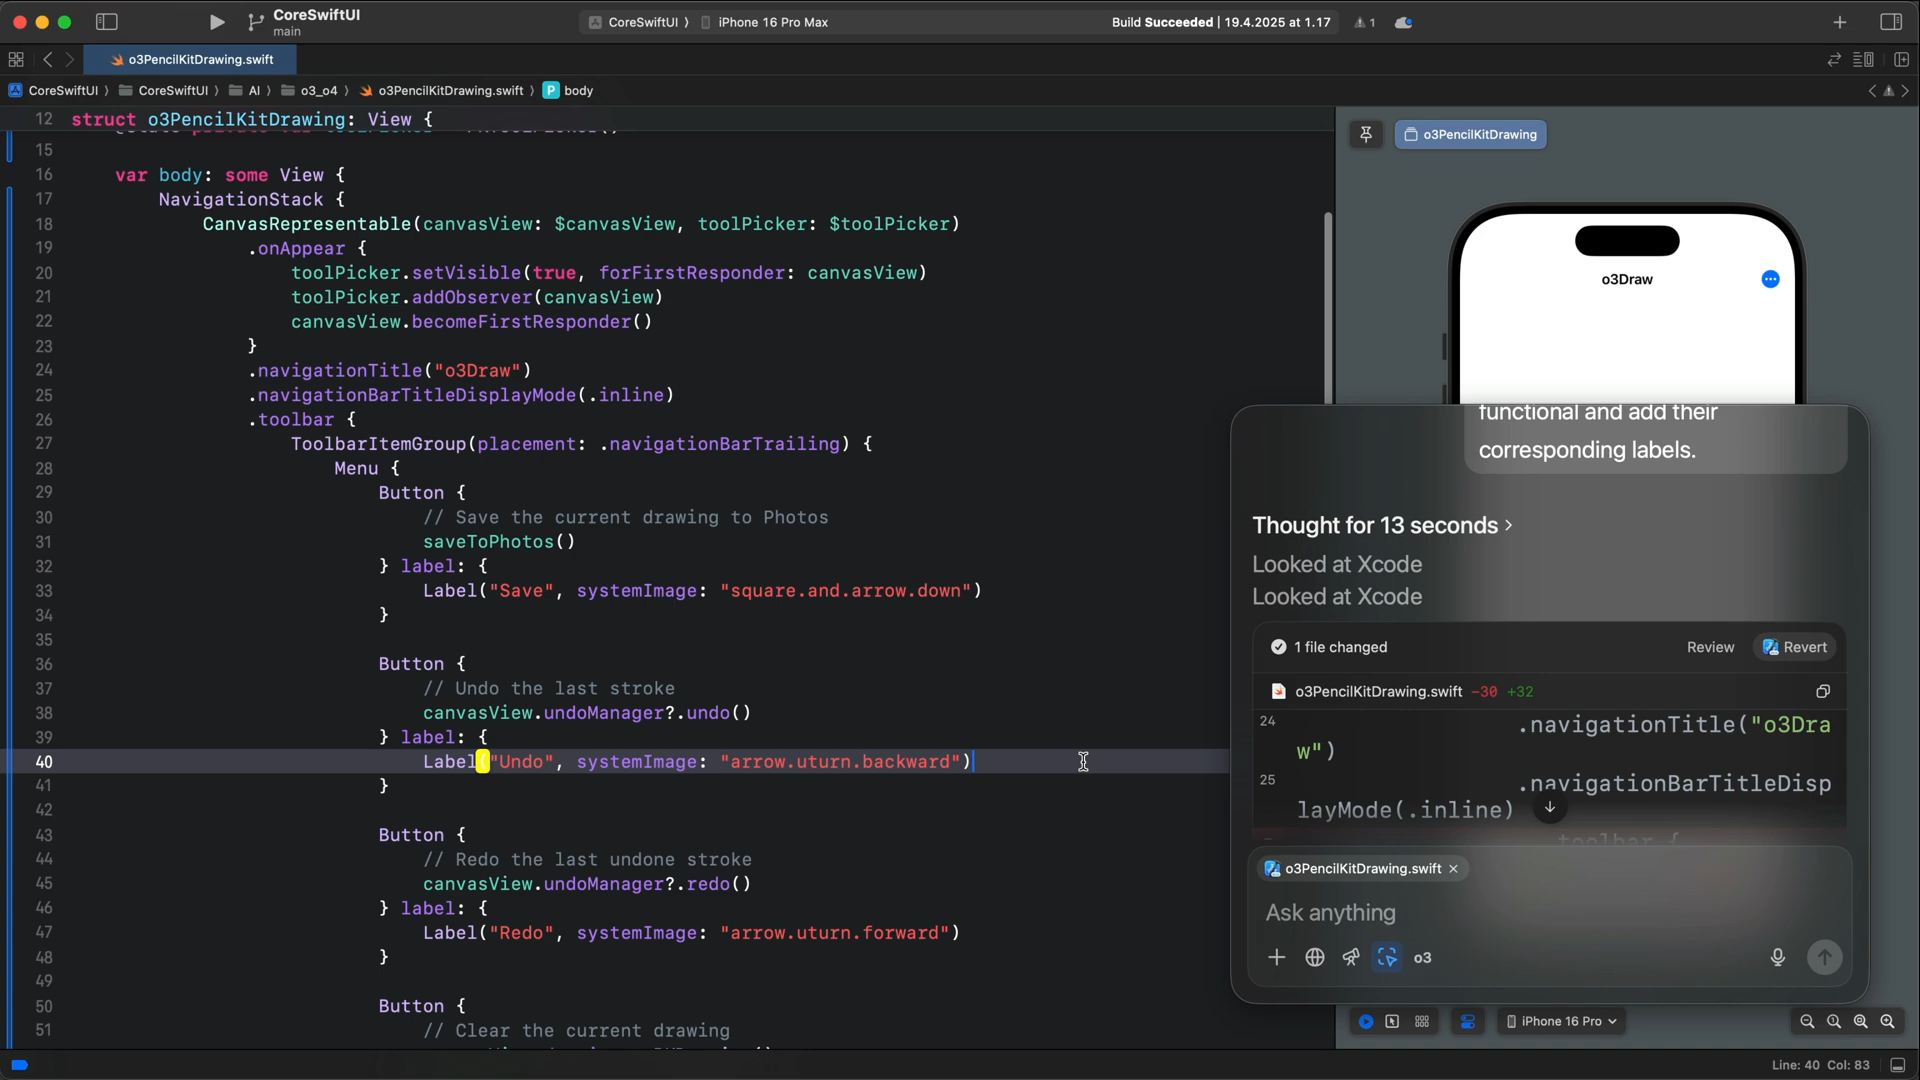 CoreSwiftUI
main
CoreSwiftUI 〉 iPhone 16 Pro Max
Build Succeeded | 19.4.2025 at 1.17
1
o3PencilKitDrawing.swift
CoreSwiftUI 〉 CoreSwiftUI 〉 AI 〉 o3_o4 〉 o3PencilKitDrawing.swift 〉 P body
12 struct o3PencilKitDrawing: View {
15
16 var body: some View {
17 NavigationStack {
18 CanvasRepresentable(canvasView: $canvasView, toolPicker: $toolPicker)
19 .onAppear {
20 toolPicker.setVisible(true, forFirstResponder: canvasView)
21 toolPicker.addObserver(canvasView)
22 canvasView.becomeFirstResponder()
23 }
24 .navigationTitle("o3Draw")
25 .navigationBarTitleDisplayMode(.inline)
26 .toolbar {
27 ToolbarItemGroup(placement: .navigationBarTrailing) {
28 Menu {
29 Button {
30 // Save the current drawing to Photos
31 saveToPhotos()
32 } label: {
33 Label("Save", systemImage: "square.and.arrow.down")
34 }
35
36 Button {
37 // Undo the last stroke
38 canvasView.undoManager?.undo()
39 } label: {
40 Label("Undo", systemImage: "arrow.uturn.backward")
41 }
42
43 Button {
44 // Redo the last undone stroke
45 canvasView.undoManager?.redo()
46 } label: {
47 Label("Redo", systemImage: "arrow.uturn.forward")
48 }
49
50 Button {
51 // Clear the current drawing
o3PencilKitDrawing
o3Draw
functional and add their
corresponding labels.
Thought for 13 seconds >
Looked at Xcode
Looked at Xcode
1 file changed
Review
Revert
o3PencilKitDrawing.swift -30 +32
24 .navigationTitle("o3Dra
w")
25 .navigationBarTitleDisp
layMode(.inline)
toolbar {
o3PencilKitDrawing.swift ×
Ask anything
o3
iPhone 16 Pro
Line: 40 Col: 83